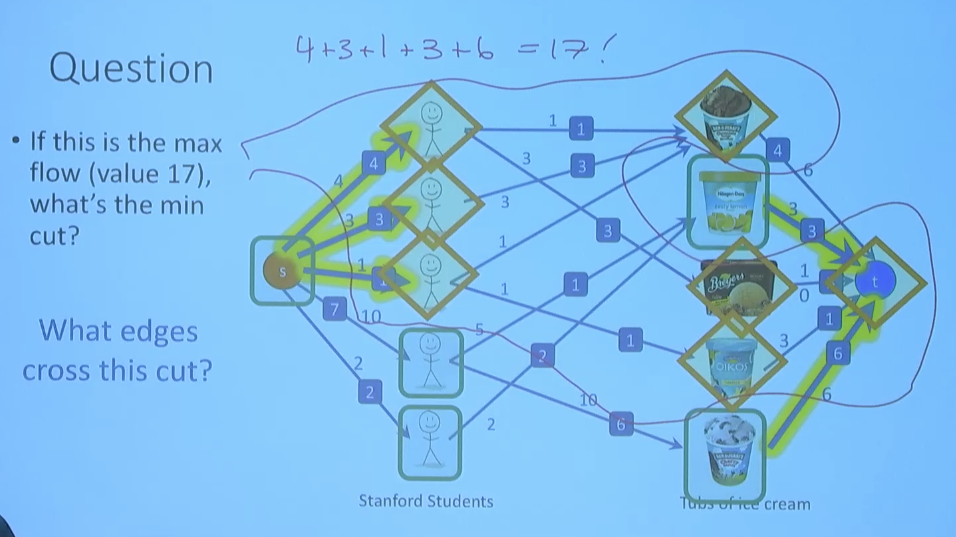 4+3+1+3+6 = 17!
Question
• If this is the max
flow (value 17),
what's the min
cut?
What edges
cross this cut?
s
t
4
4
3
3
1
7
10
2
2
1
1
3
3
3
3
1
1
1
5
1
2
2
10
6
4
6
3
3
1
0
3
1
6
6
OIKOS
Breyers
Stanford Students
Tubs of ice cream